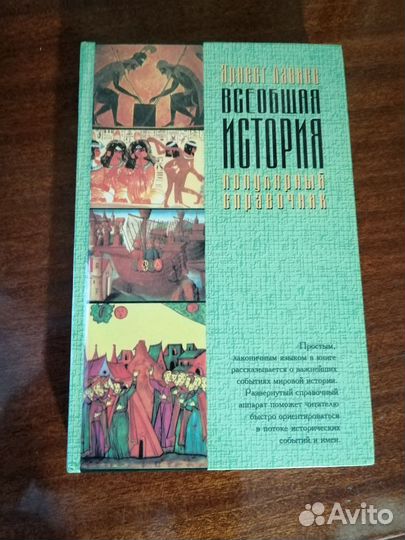 Эрнест Лависс
ВСЕОБЩАЯ
ИСТОРИЯ
популярный
справочник
Простым,
лаконичным языком в книге
рассказывается о важнейших
событиях мировой истории.
Развернутый справочный
аппарат поможет читателю
быстро ориентироваться
в потоке исторических
событий и имен.
Avito